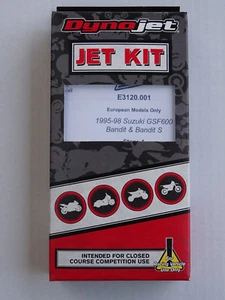 Dynojet
JET KIT
E3120.001
European Models Only
1995-98 Suzuki GSF600
Bandit & Bandit S
INTENDED FOR CLOSED
COURSE COMPETITION USE